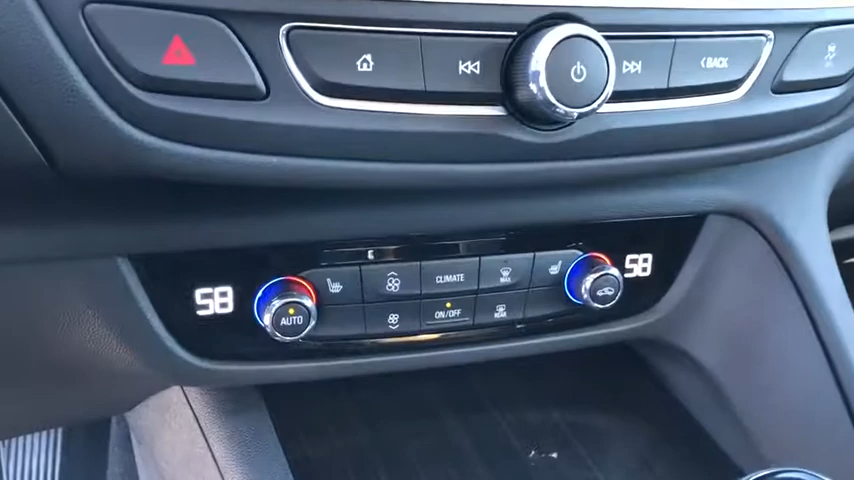 BACK
CLIMATE
MAX
58
58
AUTO
ON/OFF
REAR